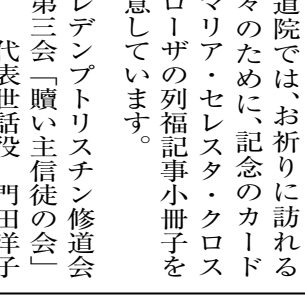 道院では、お祈りに訪れる
々のために、記念のカード
マリア・セレスタ・クロス
ローザの列福記事小冊子を
意しています。
レデンプトリスチン修道会
第三会「贖い主信徒の会」
代表世話役　門田洋子